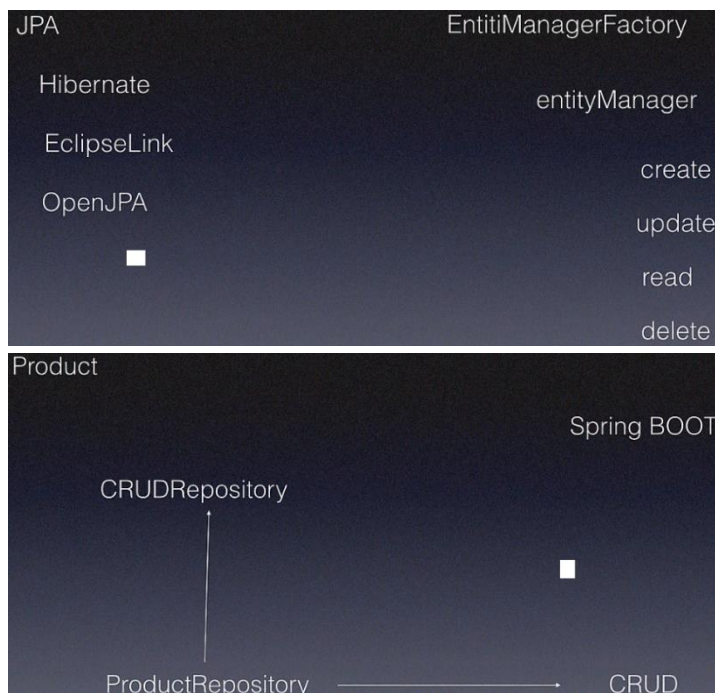 JPA
EntitiManagerFactory
Hibernate
entityManager
EclipseLink
create
OpenJPA
update
read
delete
Product
Spring BOOT
CRUDRepository
ProductRepository
CRUD